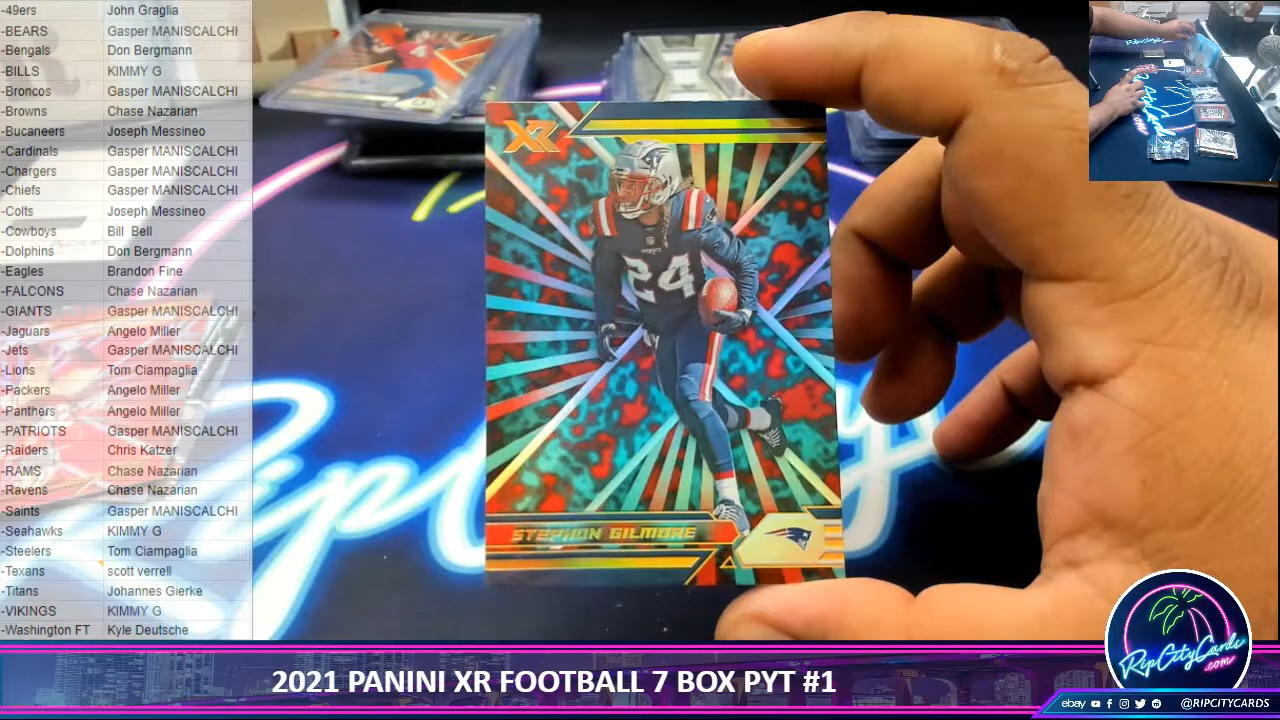 -49ers John Graglia
-BEARS Gasper MANISCALCHI
-Bengals Don Bergmann
-BILLS KIMMY G
-Broncos Gasper MANISCALCHI
-Browns Chase Nazarian
-Bucaneers Joseph Messineo
-Cardinals Gasper MANISCALCHI
-Chargers Gasper MANISCALCHI
-Chiefs Gasper MANISCALCHI
-Colts Joseph Messineo
-Cowboys Bill Bell
-Dolphins Don Bergmann
-Eagles Brandon Fine
-FALCONS Chase Nazarian
-GIANTS Gasper MANISCALCHI
-Jaguars Angelo Miller
-Jets Gasper MANISCALCHI
-Lions Tom Ciampaglia
-Packers Angelo Miller
-Panthers Angelo Miller
-PATRIOTS Gasper MANISCALCHI
-Raiders Chris Katzer
-RAMS Chase Nazarian
-Ravens Chase Nazarian
-Saints Gasper MANISCALCHI
-Seahawks KIMMY G
-Steelers Tom Ciampaglia
-Texans scott verrell
-Titans Johannes Gierke
-VIKINGS KIMMY G
-Washington FT Kyle Deutsche
XR
24
STEPHON GILMORE
Rip
2021 PANINI XR FOOTBALL 7 BOX PYT #1
RipCityCards
.com
ebay @RIPCITYCARDS